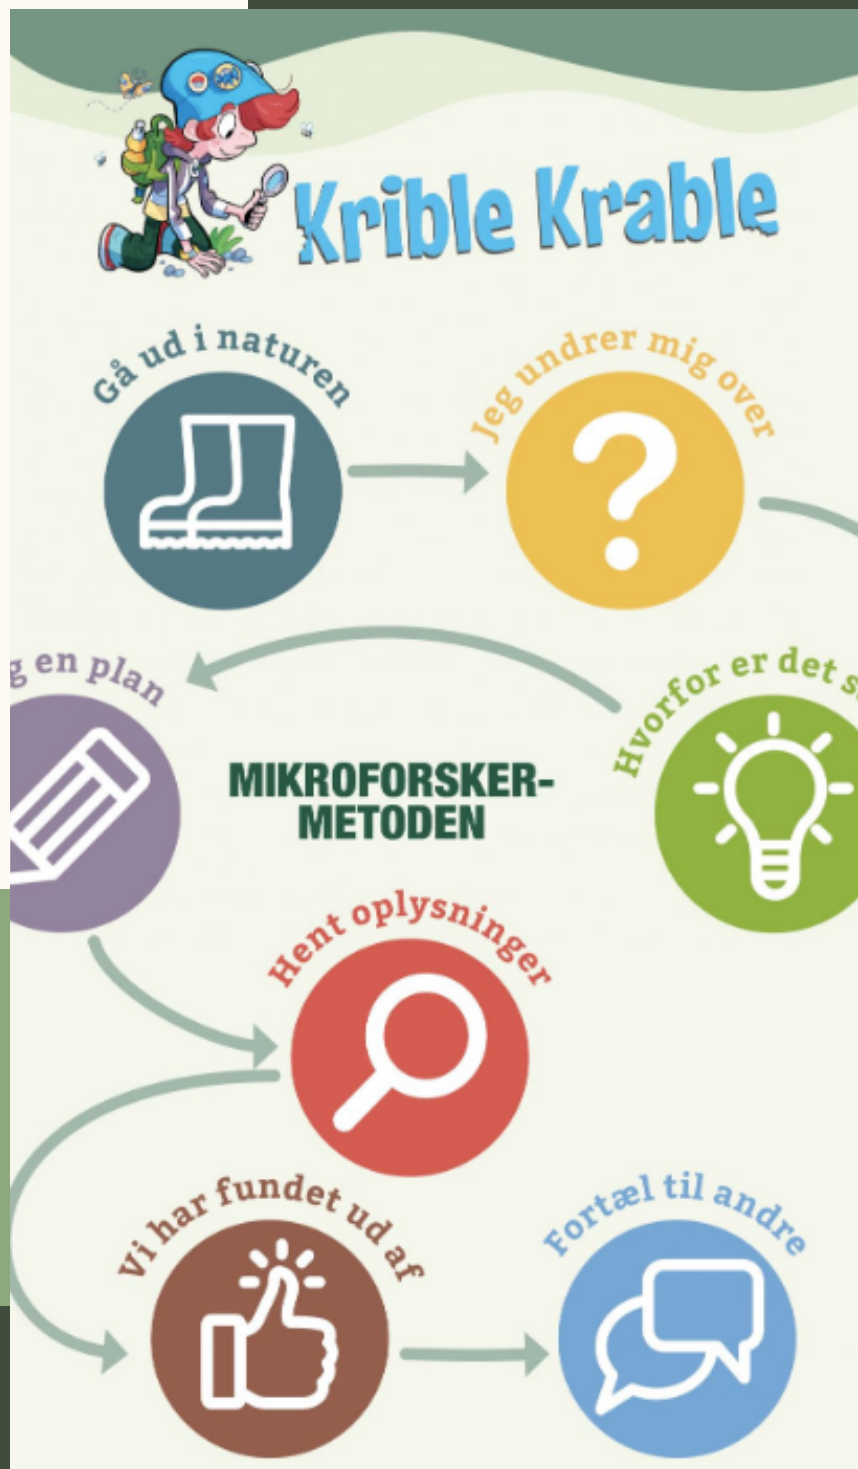 Krible Krable
Gå ud i naturen
Jeg undrer mig over
Hvorfor er det
en plan
MIKROFORSKER-
METODEN
Hent oplysninger
Vi har fundet ud af
Fortæl til andre